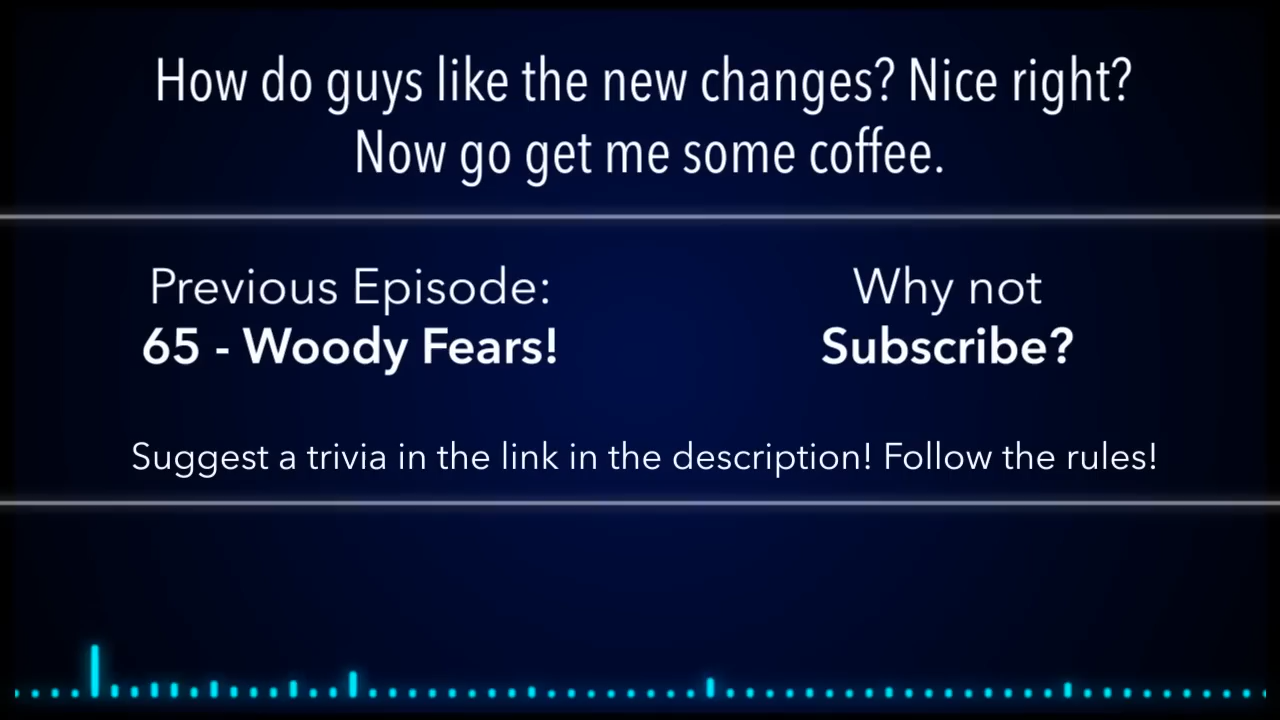 How do guys like the new changes? Nice right?
Now go get me some coffee.
Previous Episode:
65 - Woody Fears!
Why not
Subscribe?
Suggest a trivia in the link in the description! Follow the rules!